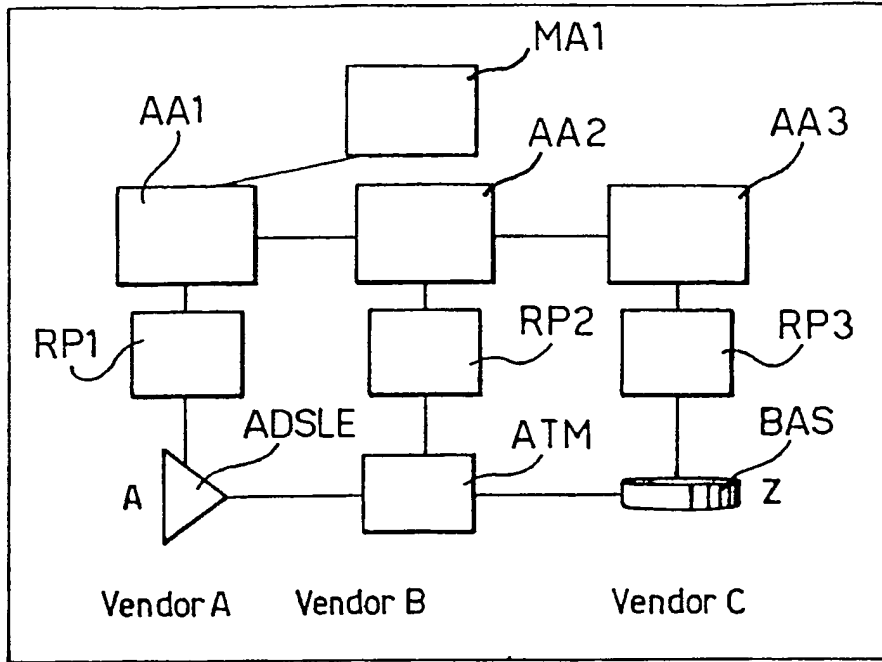 MA1
AA1
AA2
AA3
RP1
RP2
RP3
ADSLE
ATM
BAS
A
Z
Vendor A
Vendor B
Vendor C